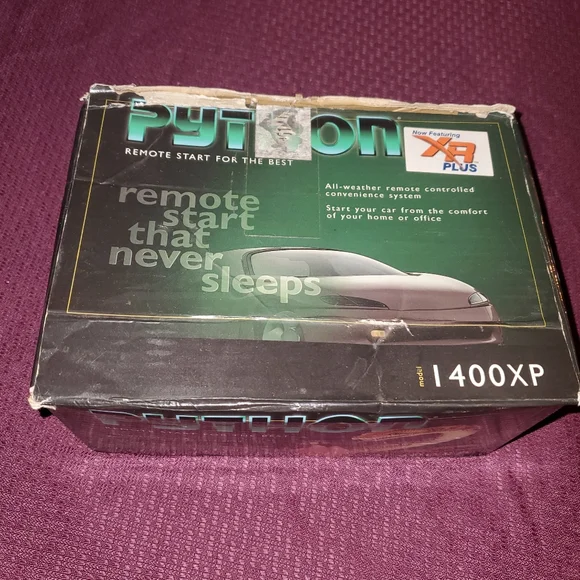 PYTHON
REMOTE START FOR THE BEST
Now Featuring
XR
PLUS
All-weather remote controlled
convenience system
Start your car from the comfort
of your home or office
remote
start
that
never
sleeps
model 1400XP
PYTHON